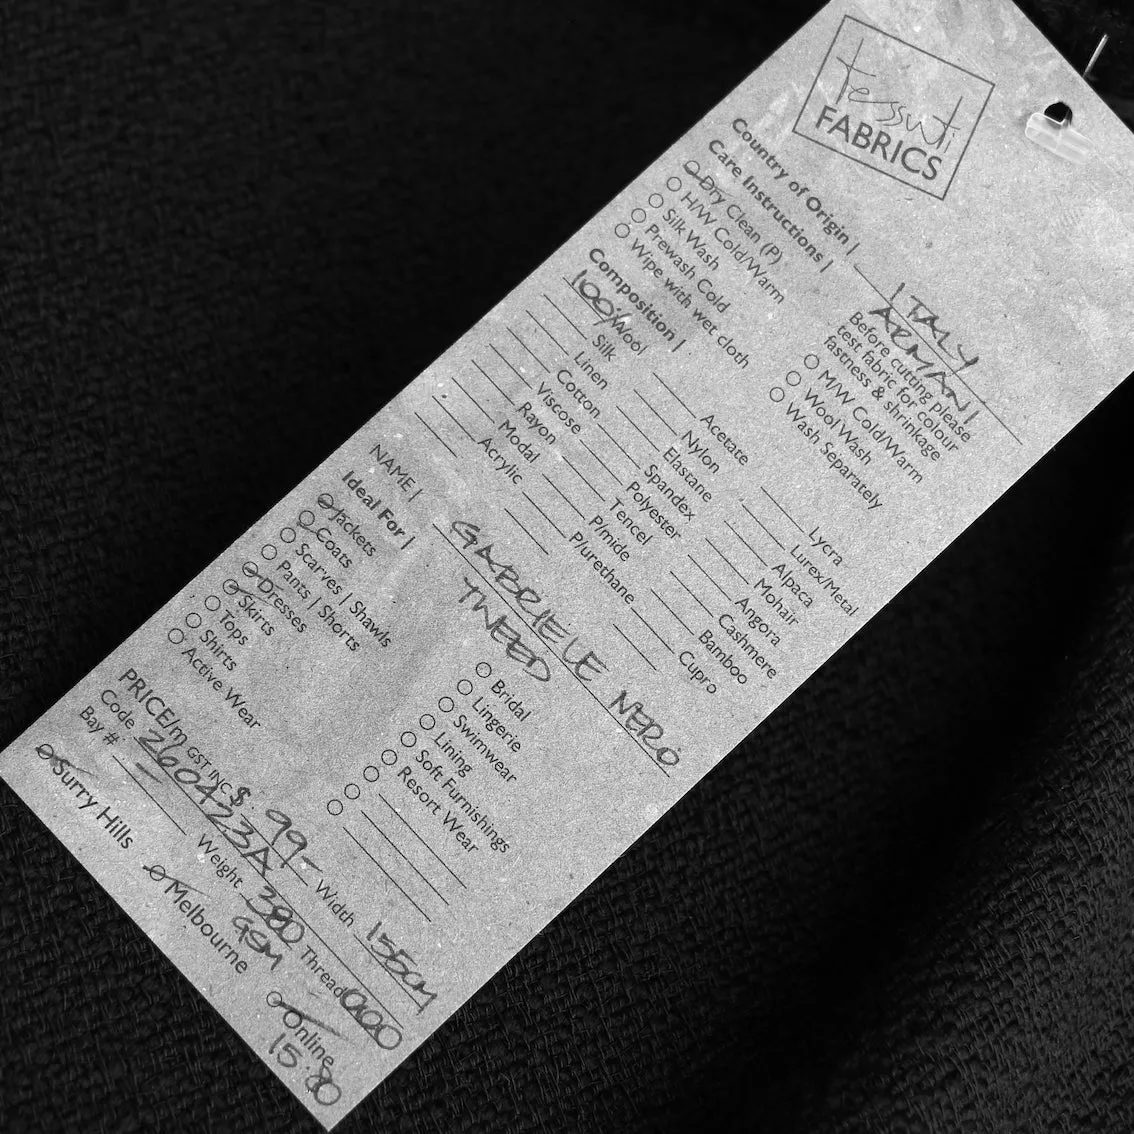 tessuti
FABRICS
Country of Origin | ITALY
ARMANI
Care Instructions | Before cutting please
test fabric for colour
fastness & shrinkage
Dry Clean (P)
H/W Cold/Warm
Silk Wash
Prewash Cold
Wipe with wet cloth
M/W Cold/Warm
Wool Wash
Wash Separately
Composition |
100% Wool
Silk
Linen
Cotton
Viscose
Rayon
Modal
Acrylic
Acetate
Nylon
Elastane
Spandex
Polyester
Tencel
P/mide
P/urethane
Lycra
Lurex/Metal
Alpaca
Mohair
Angora
Cashmere
Bamboo
Cupro
NAME | GABRIELE NERO
TWEED
Ideal For |
Jackets
Coats
Scarves | Shawls
Pants | Shorts
Dresses
Skirts
Tops
Shirts
Active Wear
Bridal
Lingerie
Swimwear
Lining
Soft Furnishings
Resort Wear
PRICE/m GST INC $ 99- Width 155cm
Code 260423A Weight 380 GSM Thread 000
Bay # -
Surry Hills
Melbourne
Online
15.80